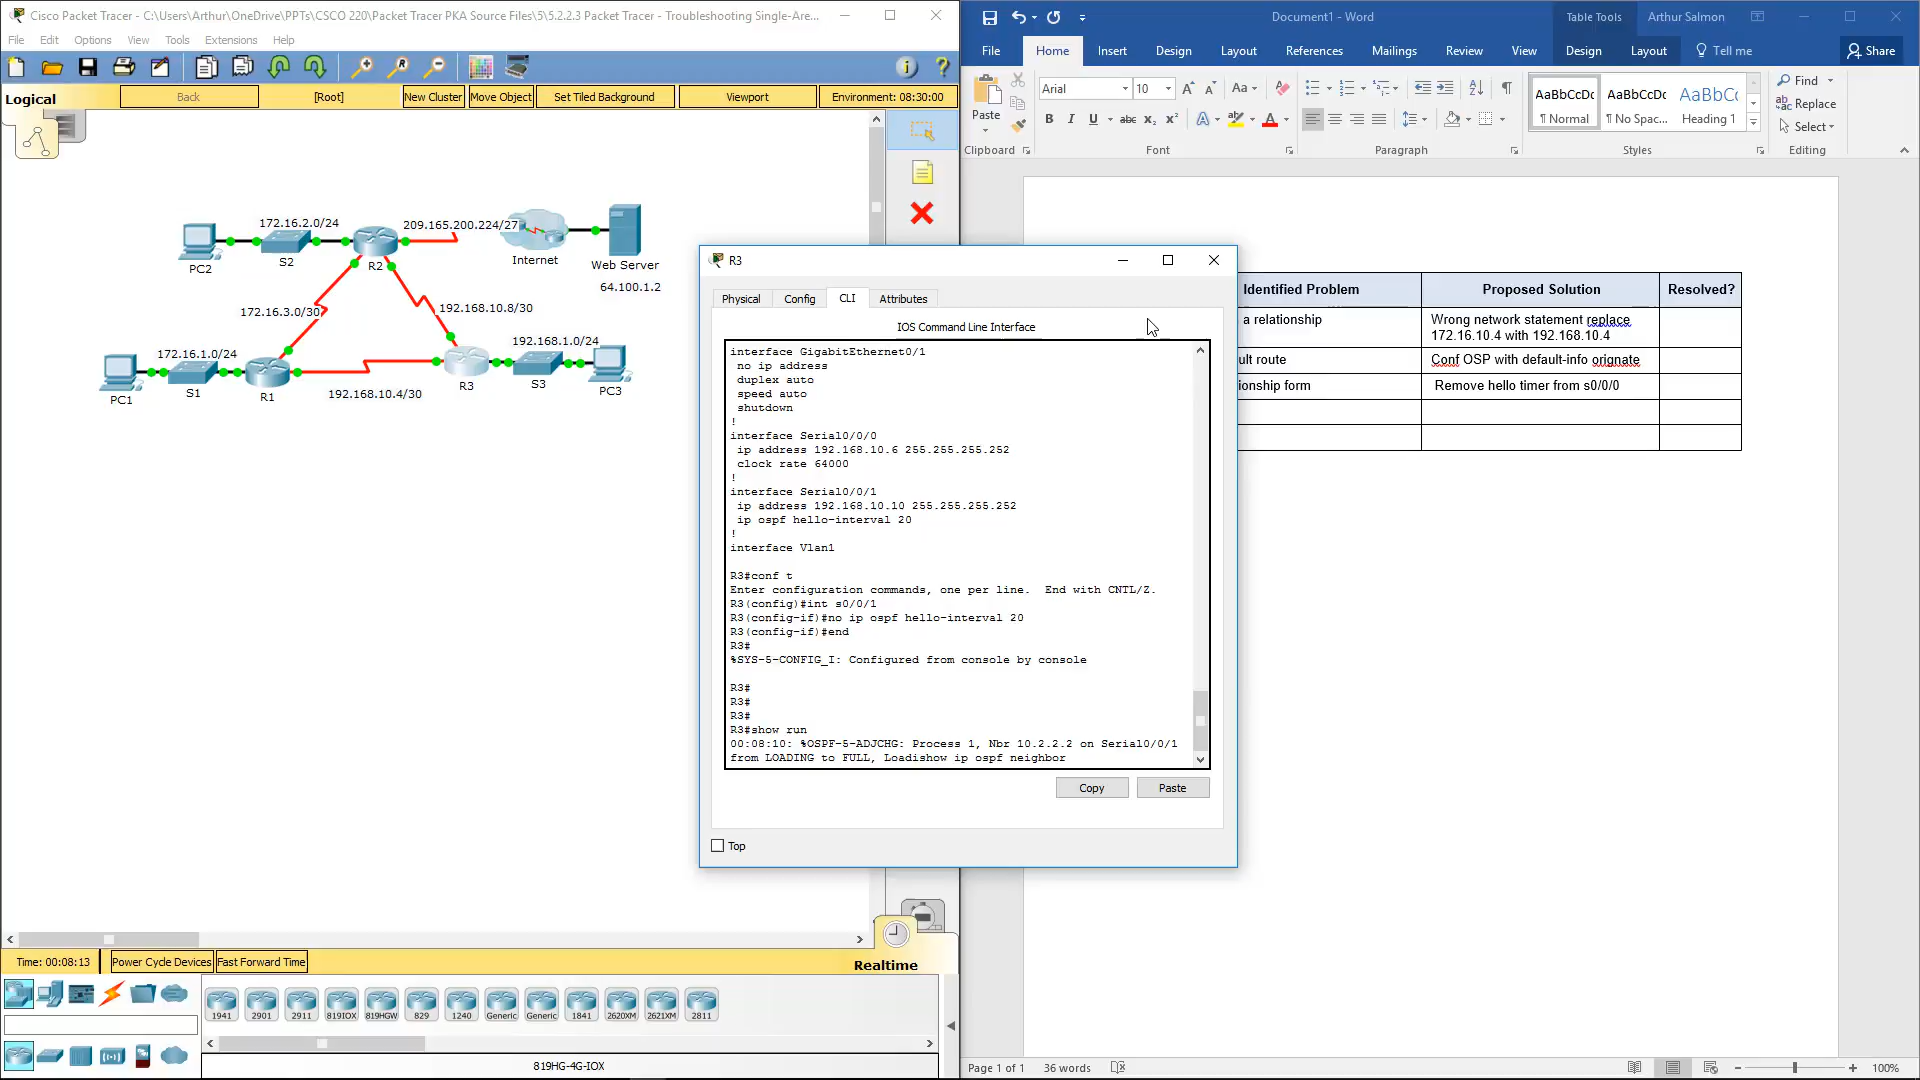 Cisco Packet Tracer - C:\Users\Arthur\OneDrive\PPTs\CSCO 220\Packet Tracer PKA Source Files\5\5.2.2.3 Packet Tracer - Troubleshooting Single-Are...
File Edit Options View Tools Extensions Help
Logical
Back
[Root]
New Cluster
Move Object
Set Tiled Background
Viewport
Environment: 08:30:00
172.16.2.0/24
209.165.200.224/27
PC2
S2
R2
Internet
Web Server
64.100.1.2
172.16.3.0/30
192.168.10.8/30
172.16.1.0/24
192.168.1.0/24
PC1
S1
R1
192.168.10.4/30
R3
S3
PC3
R3
Physical
Config
CLI
Attributes
IOS Command Line Interface
interface GigabitEthernet0/1
no ip address
duplex auto
speed auto
shutdown
!
interface Serial0/0/0
ip address 192.168.10.6 255.255.255.252
clock rate 64000
!
interface Serial0/0/1
ip address 192.168.10.10 255.255.255.252
ip ospf hello-interval 20
!
interface Vlan1
R3#conf t
Enter configuration commands, one per line.  End with CNTL/Z.
R3(config)#int s0/0/1
R3(config-if)#no ip ospf hello-interval 20
R3(config-if)#end
R3#
%SYS-5-CONFIG_I: Configured from console by console
R3#
R3#
R3#
R3#show run
00:08:10: %OSPF-5-ADJCHG: Process 1, Nbr 10.2.2.2 on Serial0/0/1
from LOADING to FULL, Loadishow ip ospf neighbor
Copy
Paste
Top
Time: 00:08:13
Power Cycle Devices
Fast Forward Time
Realtime
1941 2901 2911 819IOX 819HGW 829 1240 Generic Generic 1841 2620XM 2621XM 2811
819HG-4G-IOX
Document1 - Word
Table Tools
Arthur Salmon
File Home Insert Design Layout References Mailings Review View Design Layout Tell me Share
Paste
Arial
10
AaBbCcDc
¶ Normal
AaBbCcDc
¶ No Spac...
AaBbCc
Heading 1
Find
Replace
Select
Clipboard
Font
Paragraph
Styles
Editing
Identified Problem
Proposed Solution
Resolved?
a relationship
Wrong network statement replace
172.16.10.4 with 192.168.10.4
ult route
Conf OSP with default-info orignate
ionship form
Remove hello timer from s0/0/0
Page 1 of 1
36 words
100%